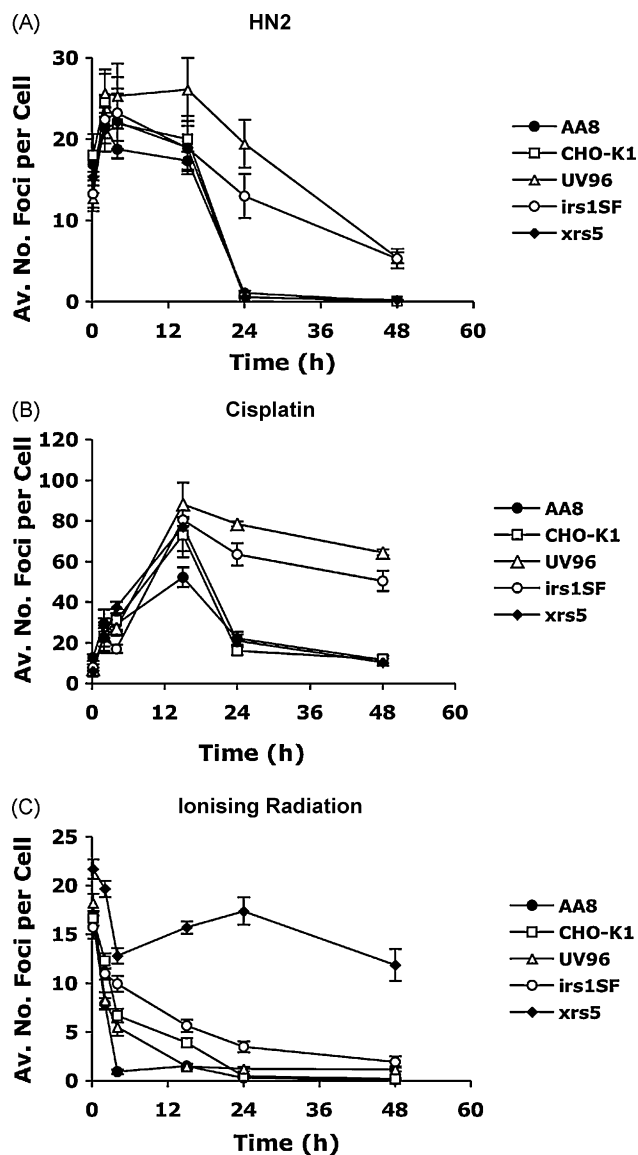 (A)
HN2
Av. No. Foci per Cell
30
20
10
0
0 12 24 36 48 60
Time (h)
AA8
CHO-K1
UV96
irs1SF
xrs5
(B)
Cisplatin
Av. No. Foci per Cell
120
100
80
60
40
20
0
0 12 24 36 48 60
Time (h)
AA8
CHO-K1
UV96
irs1SF
xrs5
(C)
Ionising Radiation
Av. No. Foci per Cell
25
20
15
10
5
0
0 12 24 36 48 60
Time (h)
AA8
CHO-K1
UV96
irs1SF
xrs5